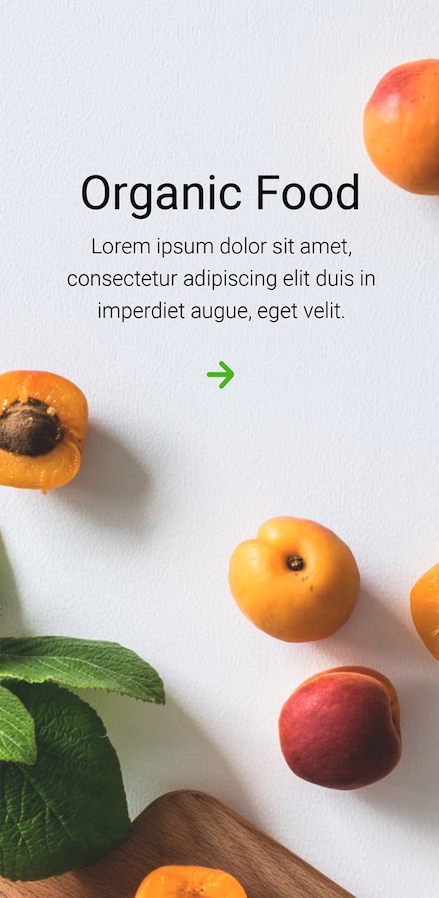 Organic Food
Lorem ipsum dolor sit amet,
consectetur adipiscing elit duis in
imperdiet augue, eget velit.